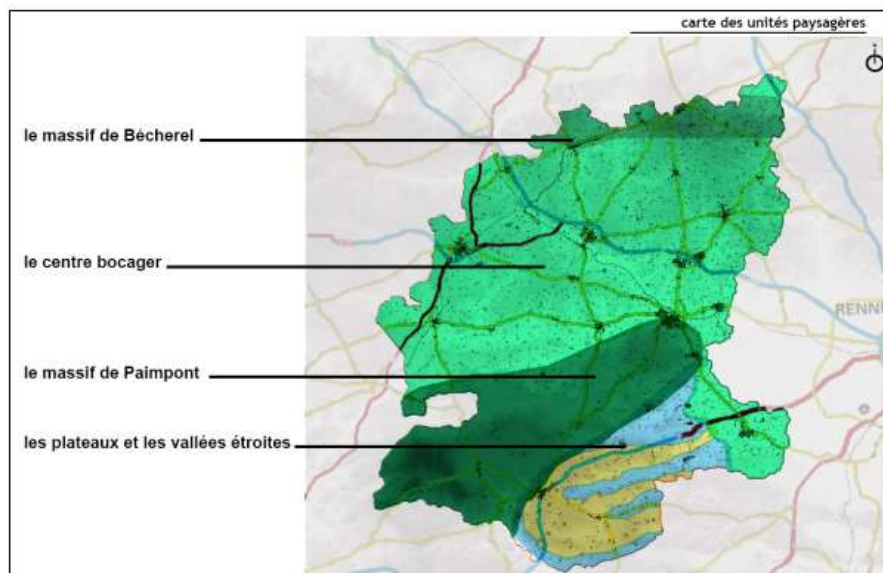 carte des unités paysagères
le massif de Bécherel
le centre bocager
RENN
le massif de Paimpont
les plateaux et les vallées étroites